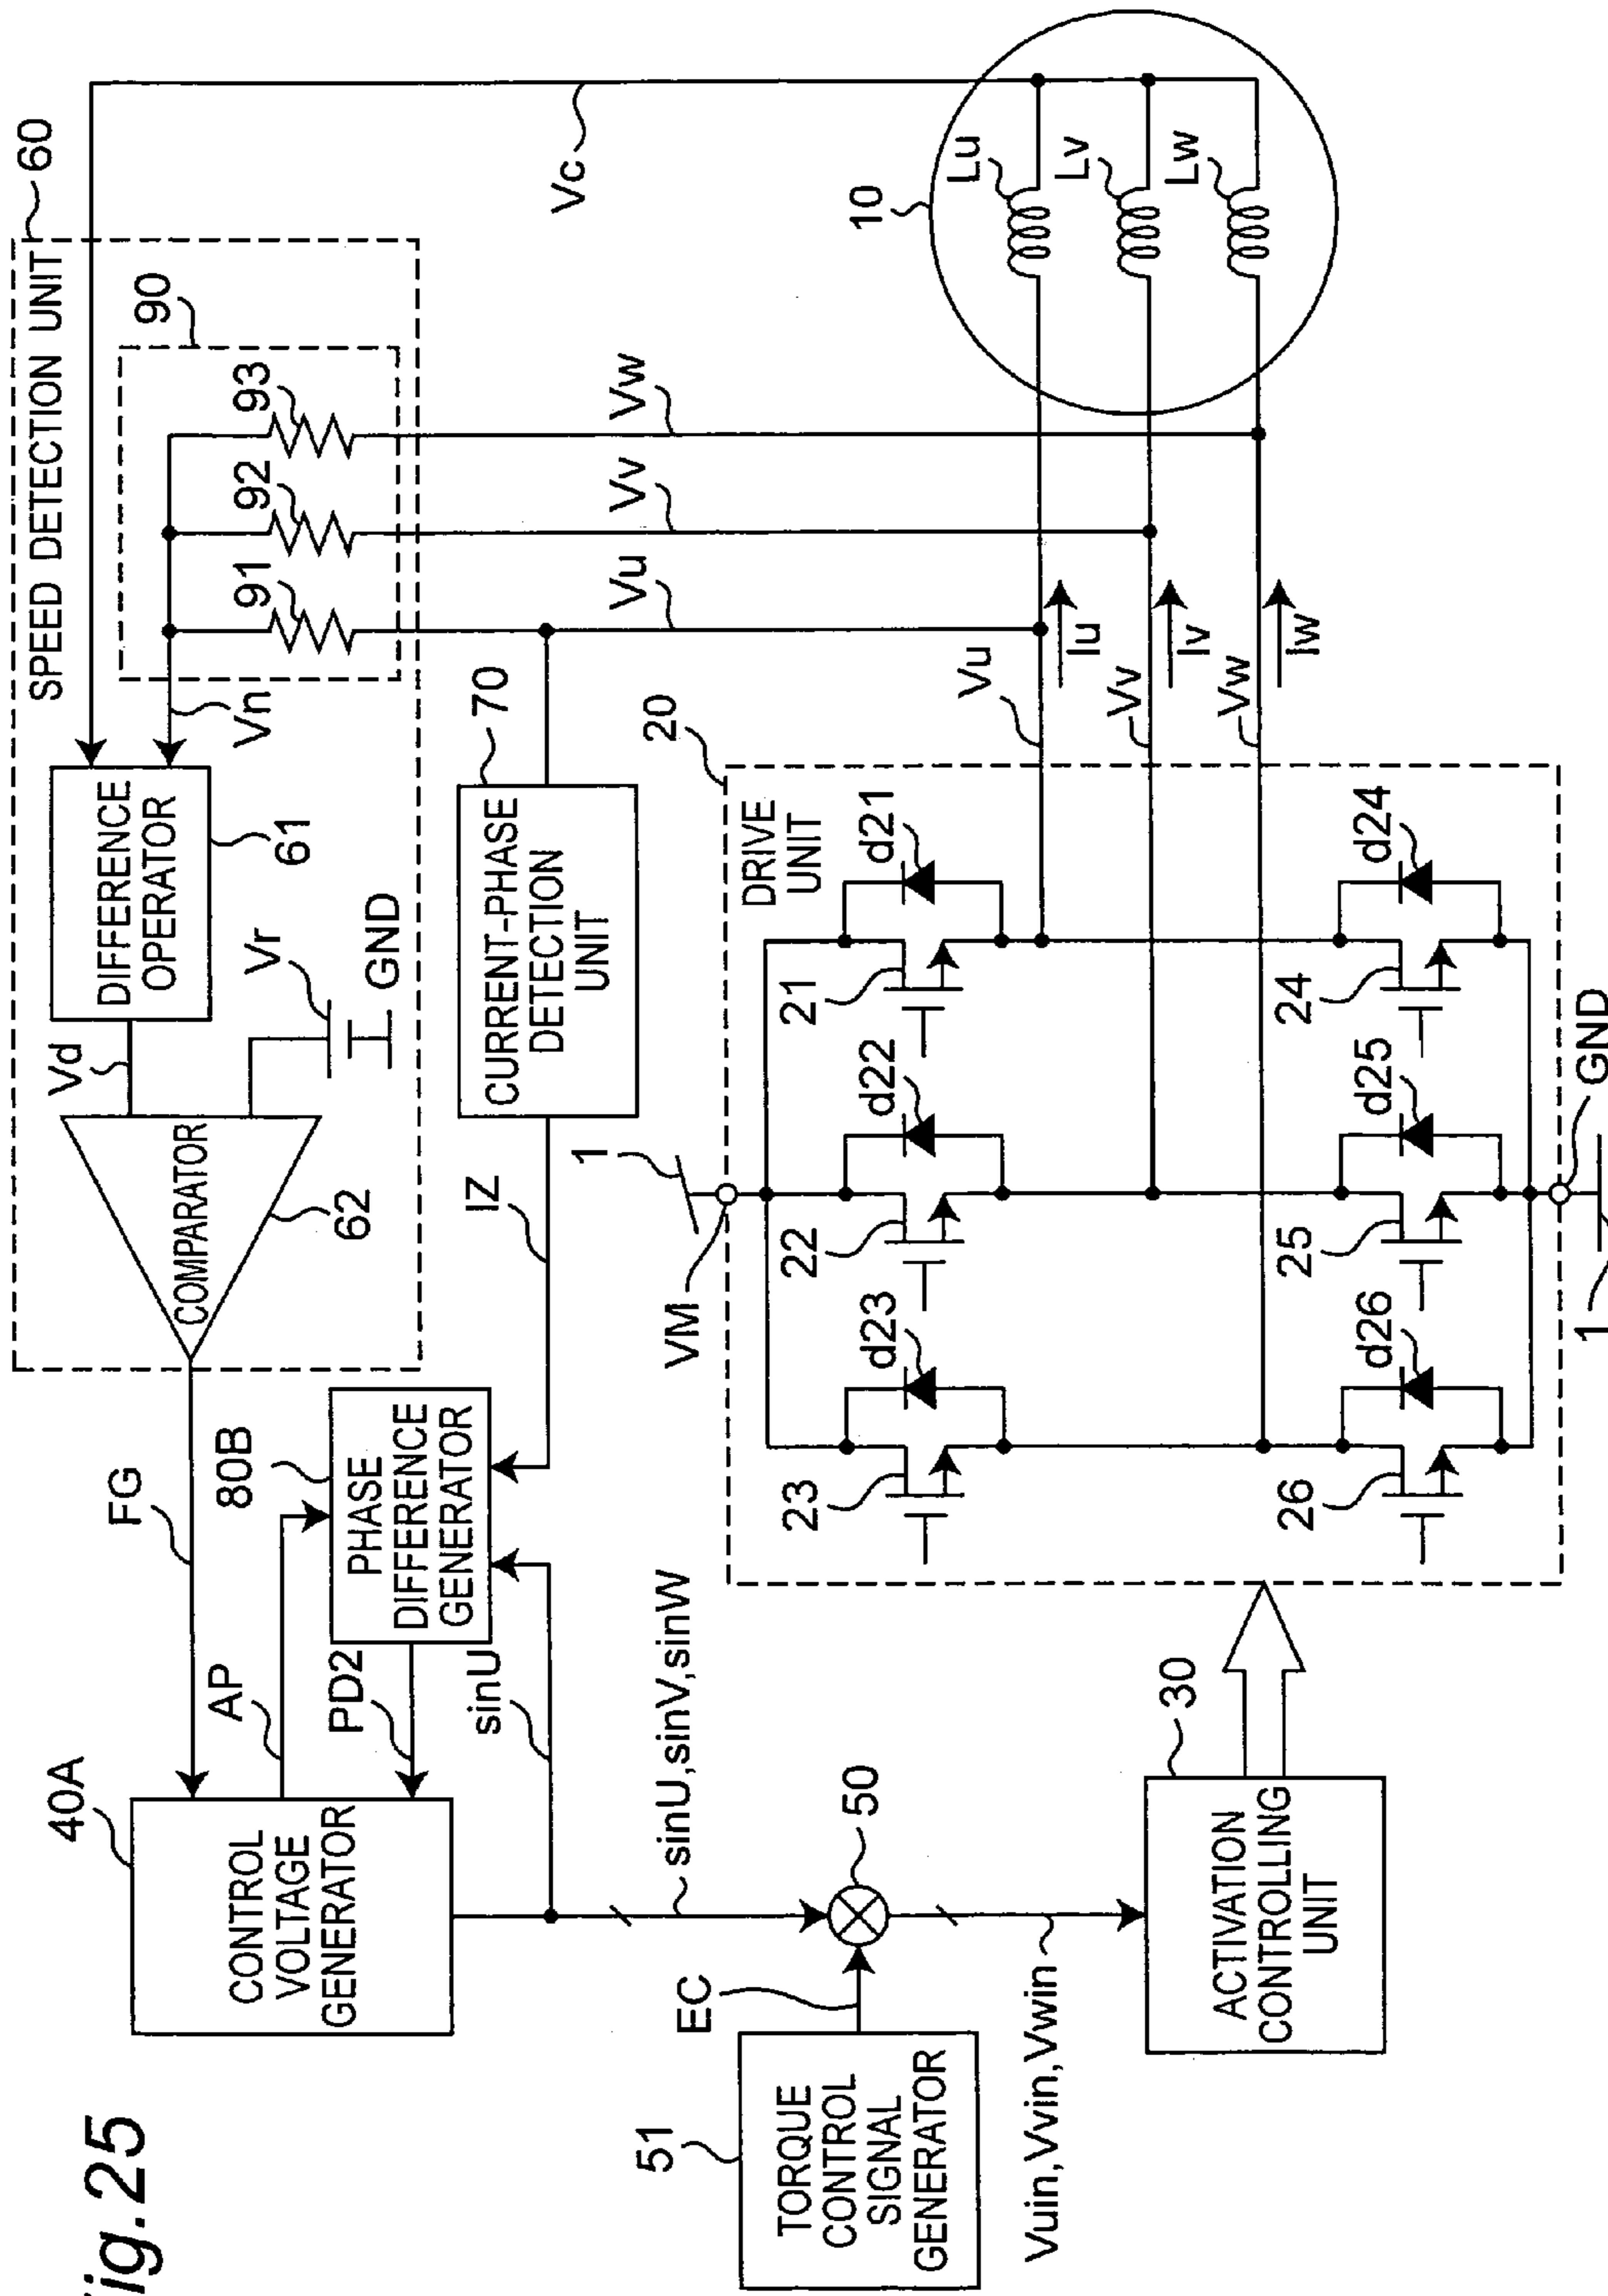 Fig.25
60
SPEED DETECTION UNIT
90
93
92
91
Vn
DIFFERENCE
OPERATOR
61
Vd
Vr
GND
COMPARATOR
62
Vc
FG
40A
CONTROL
VOLTAGE
GENERATOR
AP
PD2
sinU
80B
PHASE
DIFFERENCE
GENERATOR
IZ
70
CURRENT-PHASE
DETECTION
UNIT
Vu
Vv
Vw
10
Lu
Lv
Lw
Vu
Iu
Vv
Iv
Vw
Iw
sinU,sinV,sinW
50
EC
51
TORQUE
CONTROL
SIGNAL
GENERATOR
Vuin,Vvin,Vwin
30
ACTIVATION
CONTROLLING
UNIT
20
DRIVE
UNIT
1
VM
23
d23
22
d22
21
d21
26
d26
25
d25
24
d24
GND
1